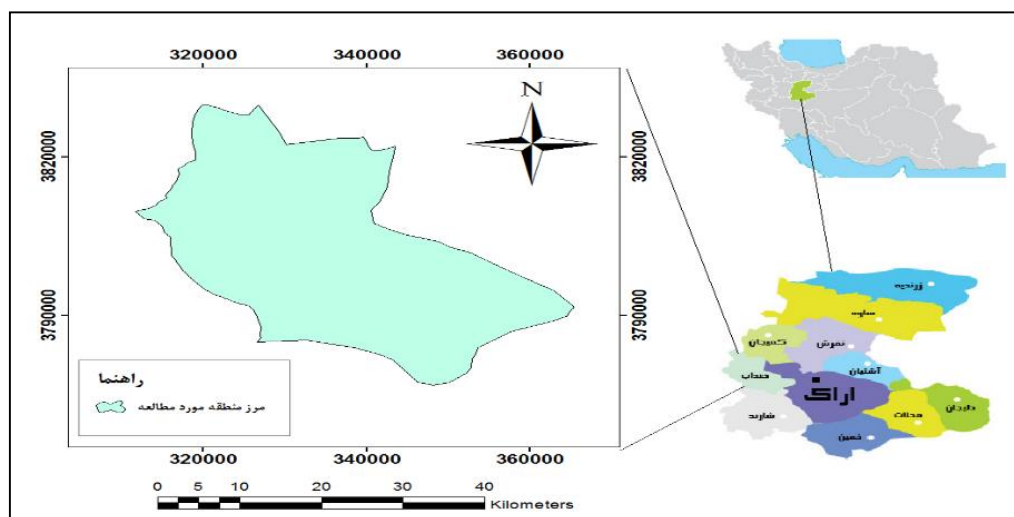 320000 340000 360000
N
3820000 3820000
3790000 3790000
راهنما
مرز منطقه مورد مطالعه
320000 340000 360000
0 5 10 20 30 40
Kilometers
زرندیه
ساوه
کمیجان
تفرش
آشتیان
خنداب
اراک
شازند
محلات
دلیجان
خمین